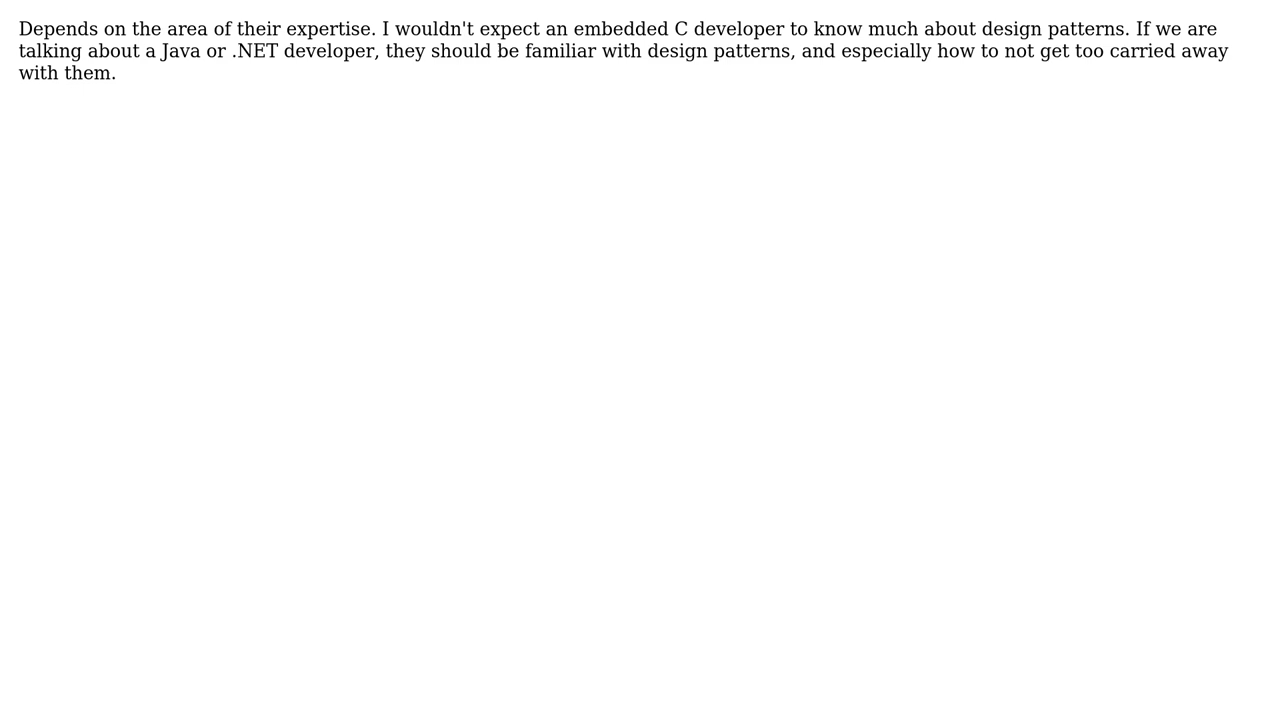 Depends on the area of their expertise. I wouldn't expect an embedded C developer to know much about design patterns. If we are
talking about a Java or .NET developer, they should be familiar with design patterns, and especially how to not get too carried away
with them.